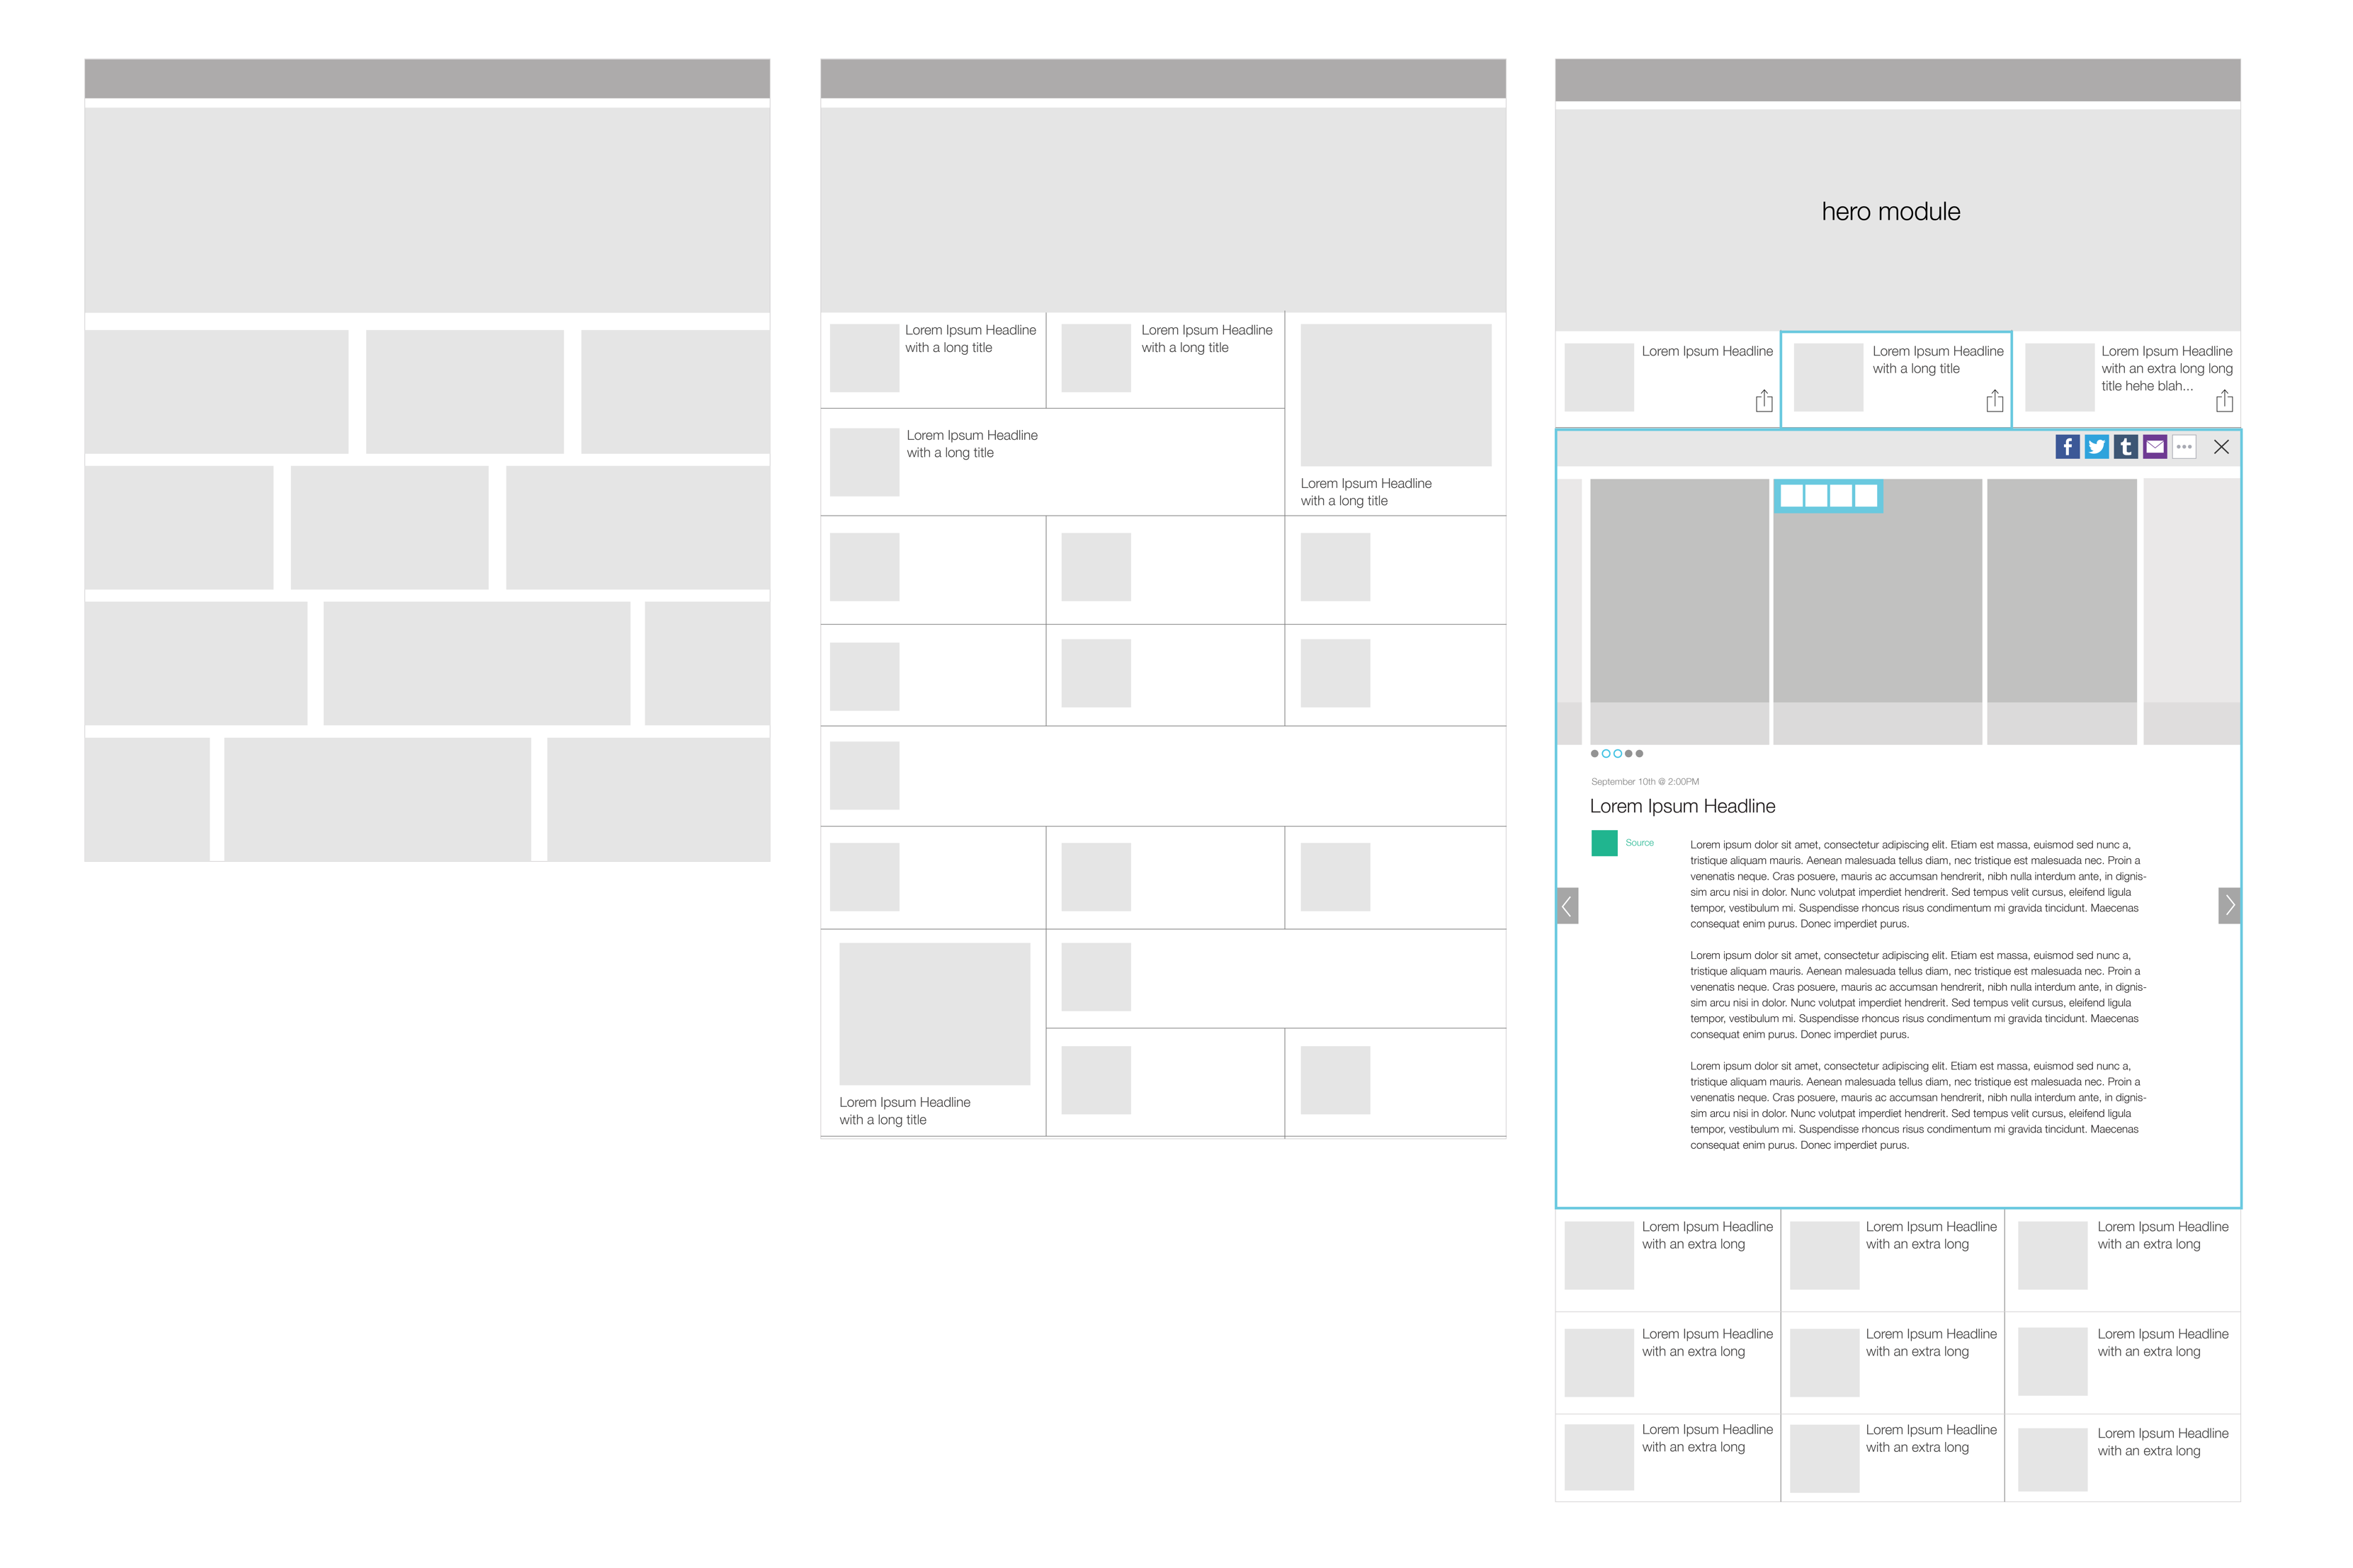 Lorem Ipsum Headline
with a long title
Lorem Ipsum Headline
with a long title
Lorem Ipsum Headline
with a long title
Lorem Ipsum Headline
with a long title
Lorem Ipsum Headline
with a long title
hero module
Lorem Ipsum Headline
Lorem Ipsum Headline
with a long title
Lorem Ipsum Headline
with an extra long long
title hehe blah...
f
t
September 10th @ 2:00PM
Lorem Ipsum Headline
Source
Lorem ipsum dolor sit amet, consectetur adipiscing elit. Etiam est massa, euismod sed nunc a,
tristique aliquam mauris. Aenean malesuada tellus diam, nec tristique est malesuada nec. Proin a
venenatis neque. Cras posuere, mauris ac accumsan hendrerit, nibh nulla interdum ante, in dignis-
sim arcu nisi in dolor. Nunc volutpat imperdiet hendrerit. Sed tempus velit cursus, eleifend ligula
tempor, vestibulum mi. Suspendisse rhoncus risus condimentum mi gravida tincidunt. Maecenas
consequat enim purus. Donec imperdiet purus.
Lorem ipsum dolor sit amet, consectetur adipiscing elit. Etiam est massa, euismod sed nunc a,
tristique aliquam mauris. Aenean malesuada tellus diam, nec tristique est malesuada nec. Proin a
venenatis neque. Cras posuere, mauris ac accumsan hendrerit, nibh nulla interdum ante, in dignis-
sim arcu nisi in dolor. Nunc volutpat imperdiet hendrerit. Sed tempus velit cursus, eleifend ligula
tempor, vestibulum mi. Suspendisse rhoncus risus condimentum mi gravida tincidunt. Maecenas
consequat enim purus. Donec imperdiet purus.
Lorem ipsum dolor sit amet, consectetur adipiscing elit. Etiam est massa, euismod sed nunc a,
tristique aliquam mauris. Aenean malesuada tellus diam, nec tristique est malesuada nec. Proin a
venenatis neque. Cras posuere, mauris ac accumsan hendrerit, nibh nulla interdum ante, in dignis-
sim arcu nisi in dolor. Nunc volutpat imperdiet hendrerit. Sed tempus velit cursus, eleifend ligula
tempor, vestibulum mi. Suspendisse rhoncus risus condimentum mi gravida tincidunt. Maecenas
consequat enim purus. Donec imperdiet purus.
Lorem Ipsum Headline
with an extra long
Lorem Ipsum Headline
with an extra long
Lorem Ipsum Headline
with an extra long
Lorem Ipsum Headline
with an extra long
Lorem Ipsum Headline
with an extra long
Lorem Ipsum Headline
with an extra long
Lorem Ipsum Headline
with an extra long
Lorem Ipsum Headline
with an extra long
Lorem Ipsum Headline
with an extra long